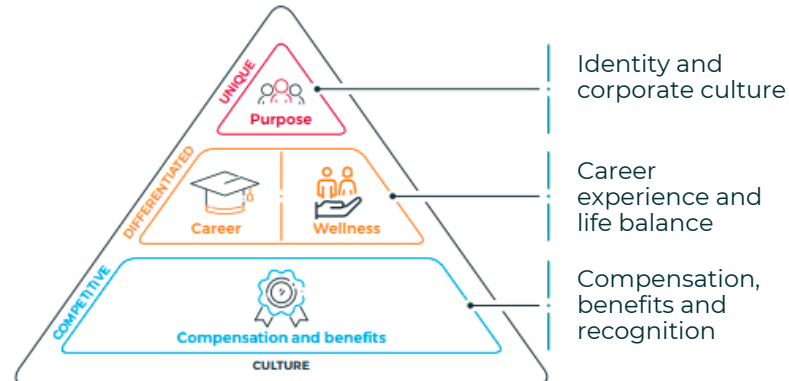 UNIQUE
Purpose
Identity and
corporate culture
DIFFERENTIATED
Career
Wellness
Career
experience and
life balance
COMPETITIVE
Compensation and benefits
Compensation,
benefits and
recognition
CULTURE